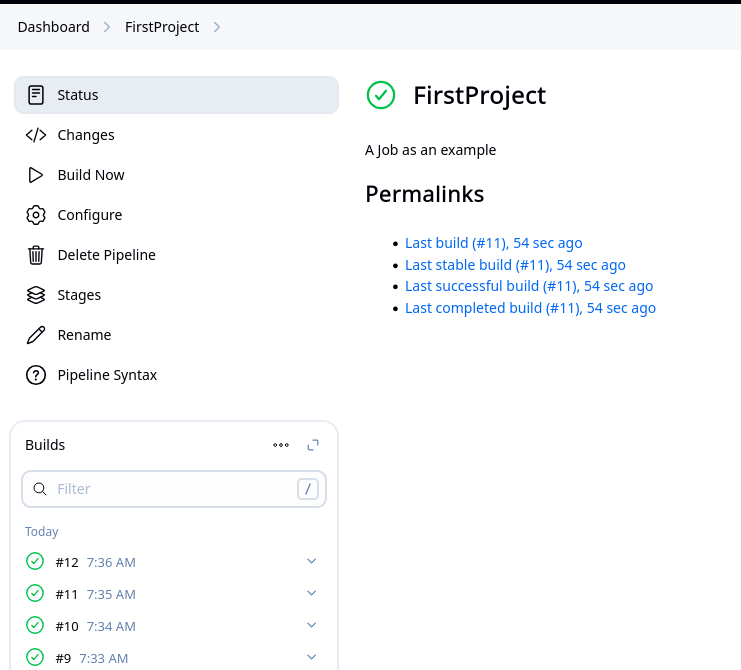 Dashboard FirstProject
Status
Changes
Build Now
Configure
Delete Pipeline
Stages
Rename
Pipeline Syntax
FirstProject
A Job as an example
Permalinks
Last build (#11), 54 sec ago
Last stable build (#11), 54 sec ago
Last successful build (#11), 54 sec ago
Last completed build (#11), 54 sec ago
Builds
Filter /
Today
#12 7:36 AM
#11 7:35 AM
#10 7:34 AM
#9 7:33 AM